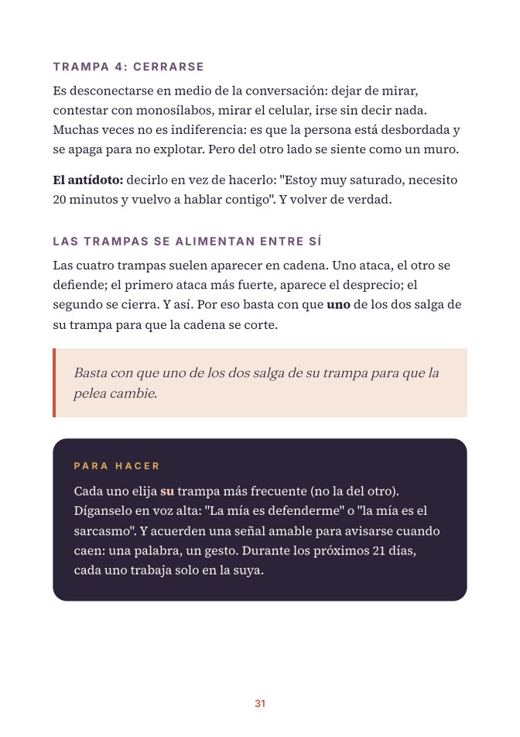 TRAMPA 4: CERRARSE
Es desconectarse en medio de la conversación: dejar de mirar,
contestar con monosílabos, mirar el celular, irse sin decir nada.
Muchas veces no es indiferencia: es que la persona está desbordada y
se apaga para no explotar. Pero del otro lado se siente como un muro.
El antídoto: decirlo en vez de hacerlo: "Estoy muy saturado, necesito
20 minutos y vuelvo a hablar contigo". Y volver de verdad.
LAS TRAMPAS SE ALIMENTAN ENTRE SÍ
Las cuatro trampas suelen aparecer en cadena. Uno ataca, el otro se
defiende; el primero ataca más fuerte, aparece el desprecio; el
segundo se cierra. Y así. Por eso basta con que uno de los dos salga de
su trampa para que la cadena se corte.
Basta con que uno de los dos salga de su trampa para que la
pelea cambie.
PARA HACER
Cada uno elija su trampa más frecuente (no la del otro).
Díganselo en voz alta: "La mía es defenderme" o "la mía es el
sarcasmo". Y acuerden una señal amable para avisarse cuando
caen: una palabra, un gesto. Durante los próximos 21 días,
cada uno trabaja solo en la suya.
31